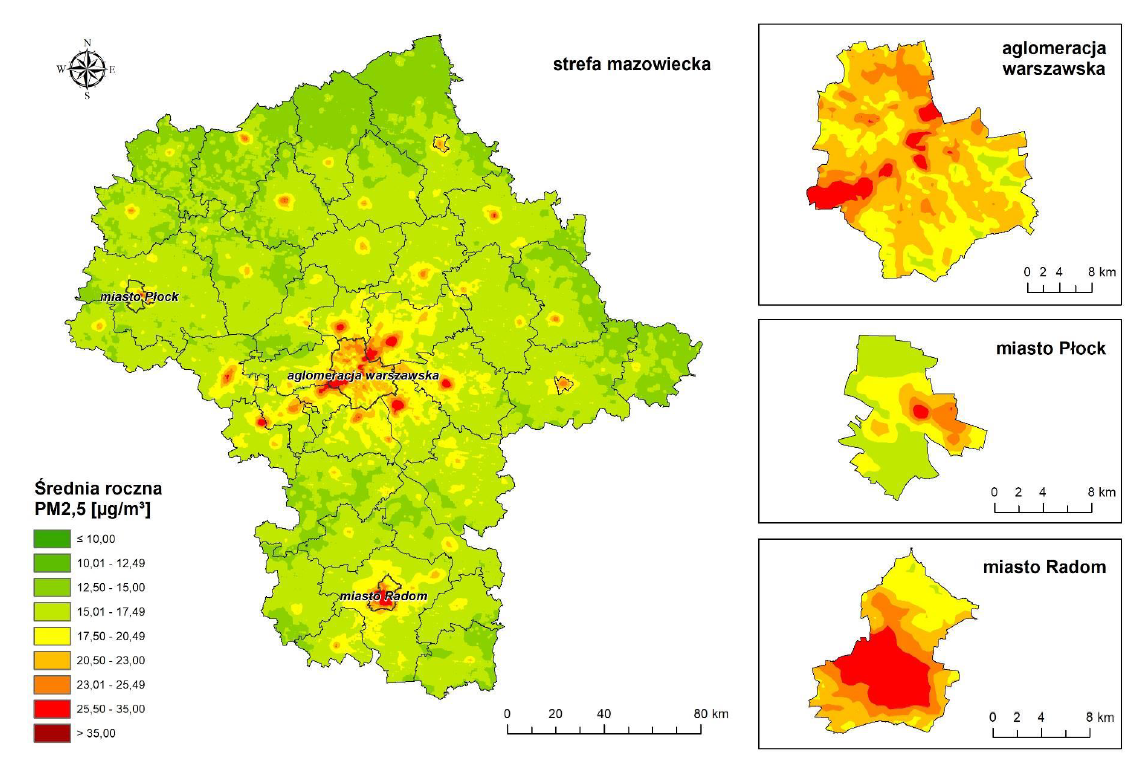 N
W E
S
strefa mazowiecka
miasto Płock
aglomeracja warszawska
miasto Radom
Średnia roczna
PM2,5 [µg/m³]
≤ 10,00
10,01 - 12,49
12,50 - 15,00
15,01 - 17,49
17,50 - 20,49
20,50 - 23,00
23,01 - 25,49
25,50 - 35,00
> 35,00
0 20 40 80 km
aglomeracja
warszawska
0 2 4 8 km
miasto Płock
0 2 4 8 km
miasto Radom
0 2 4 8 km